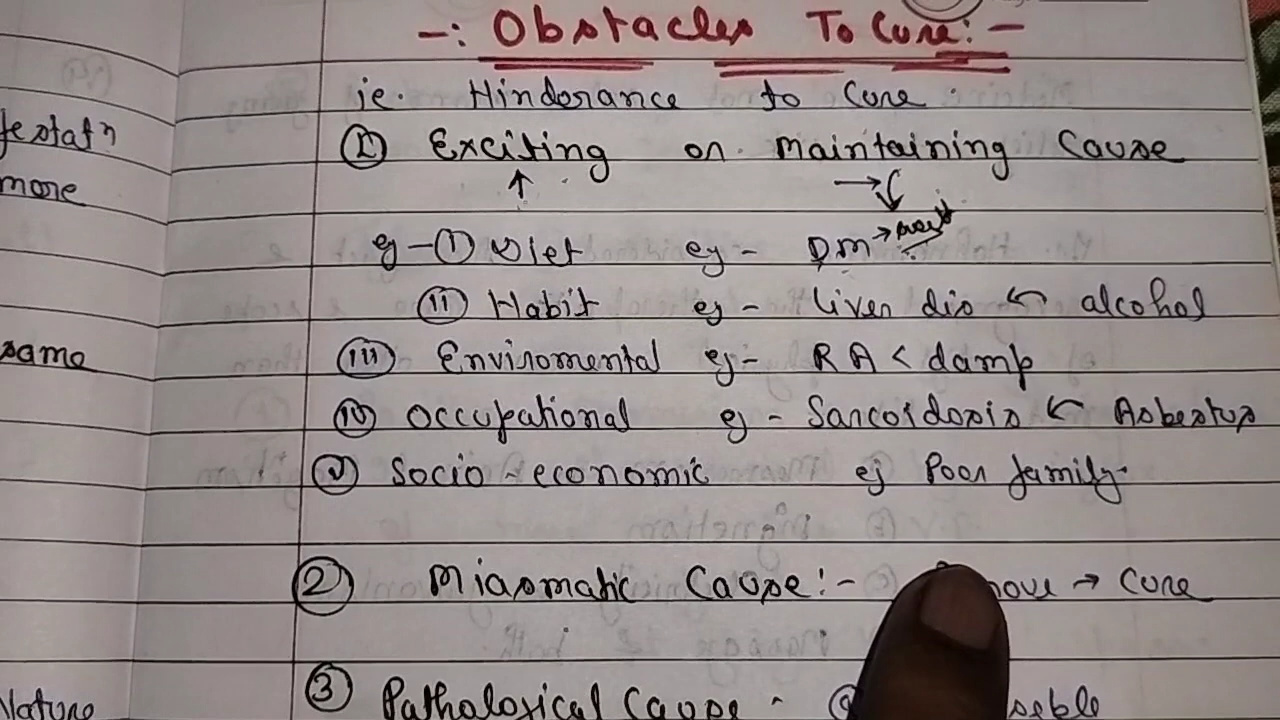 festatn
more
same
Nature
-: Obstacles To Cure:-
ie. Hinderance to Cure.
① Exciting or maintaining Cause
eg - (i) Diet eg - DM →
(ii) Habit eg - liver dis ← alcohol
(iii) Enviromental eg - RA < damp
(iv) Occupational eg - Sarcoidosis ← Asbestus
(v) Socio-economic eg Poor family.
② Miasmatic Cause:- → Cure
③ Pathological Cause -